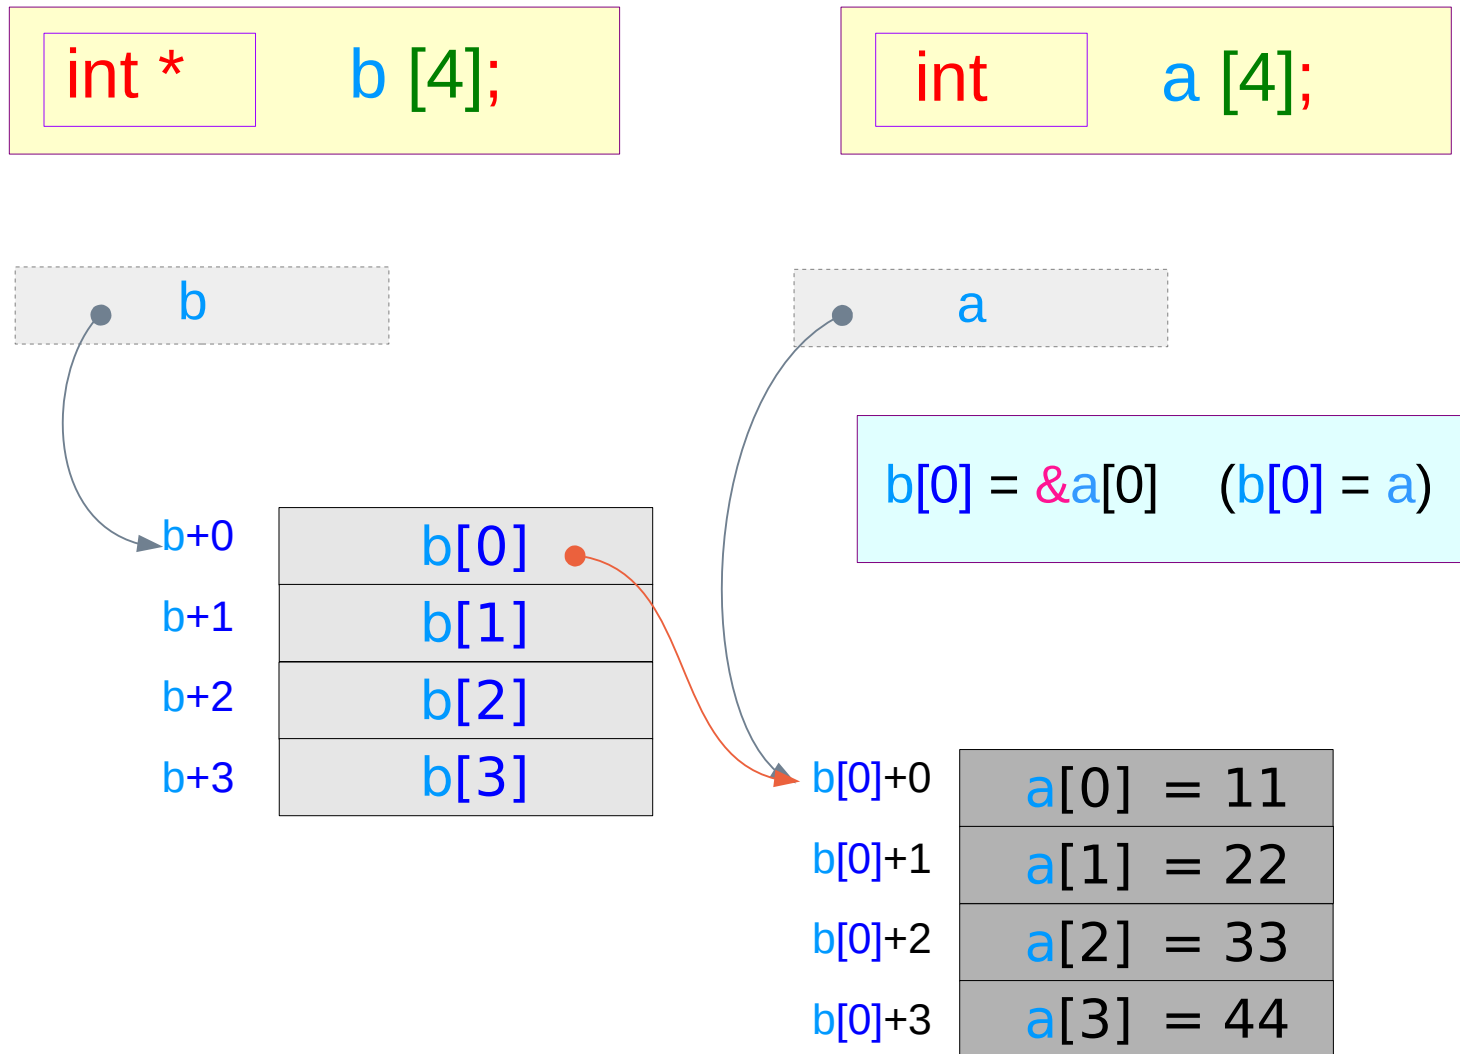 int * b [4];
int a [4];
b
a
b[0] = &a[0] (b[0] = a)
b+0 b[0]
b+1 b[1]
b+2 b[2]
b+3 b[3]
b[0]+0 a[0] = 11
b[0]+1 a[1] = 22
b[0]+2 a[2] = 33
b[0]+3 a[3] = 44